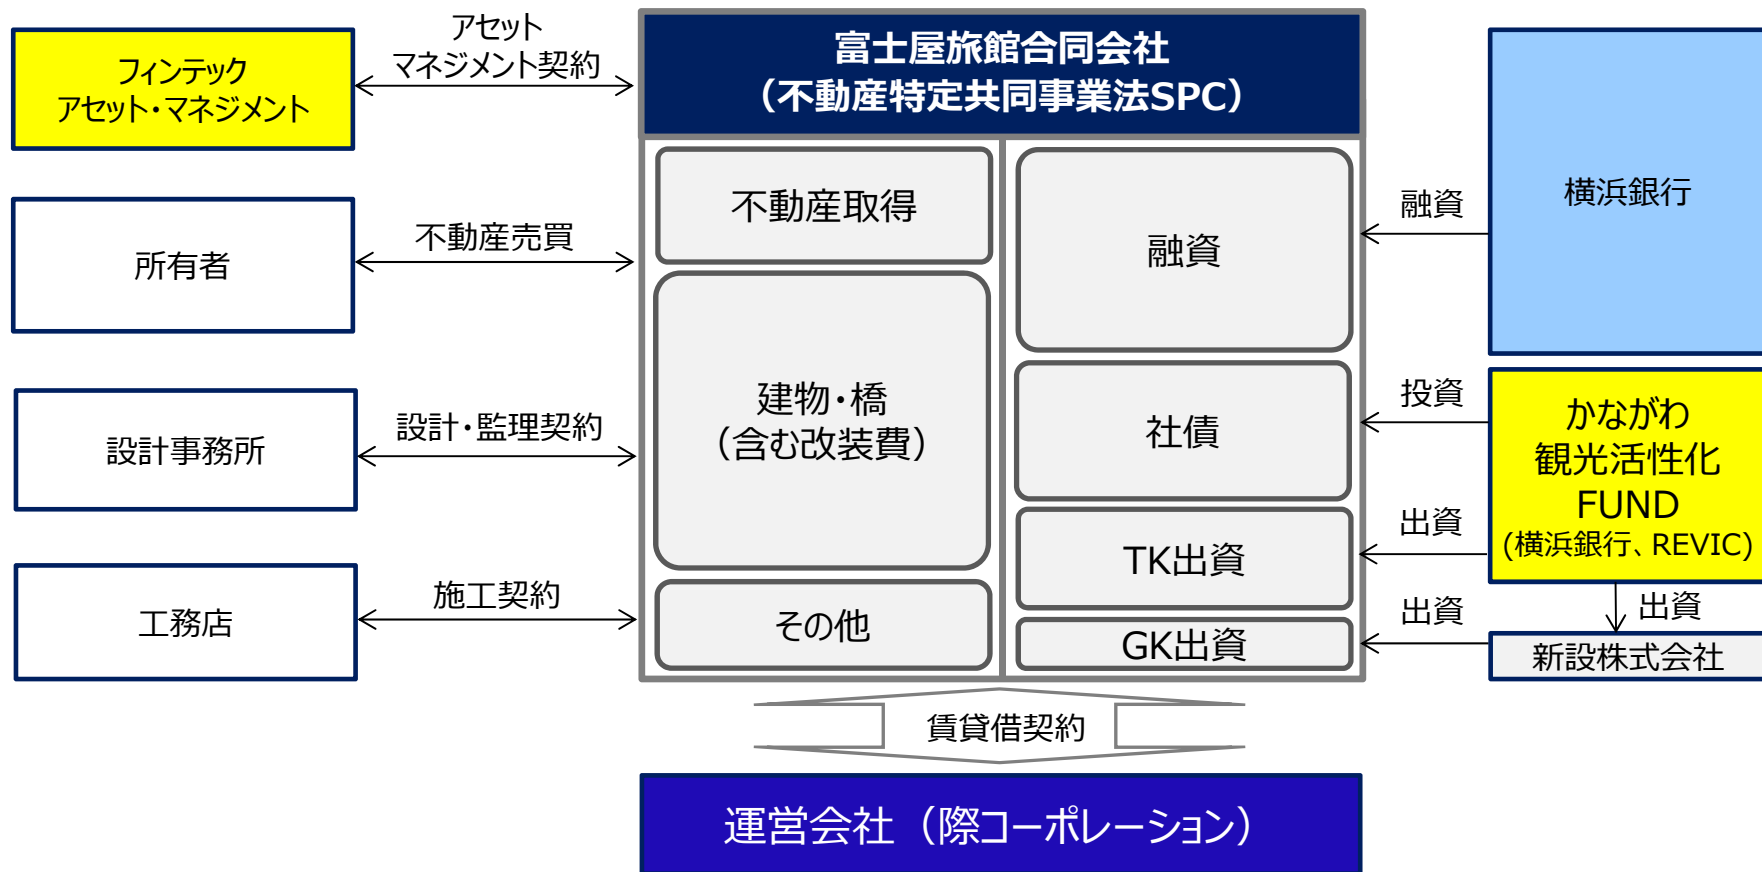 アセット
マネジメント契約
フィンテック
アセット・マネジメント
富士屋旅館合同会社
（不動産特定共同事業法SPC）
横浜銀行
所有者
不動産売買
不動産取得
融資
融資
設計事務所
設計・監理契約
建物・橋
（含む改装費）
社債
投資
かながわ
観光活性化
FUND
(横浜銀行、REVIC)
TK出資
出資
工務店
施工契約
その他
GK出資
出資
出資
新設株式会社
賃貸借契約
運営会社（際コーポレーション）